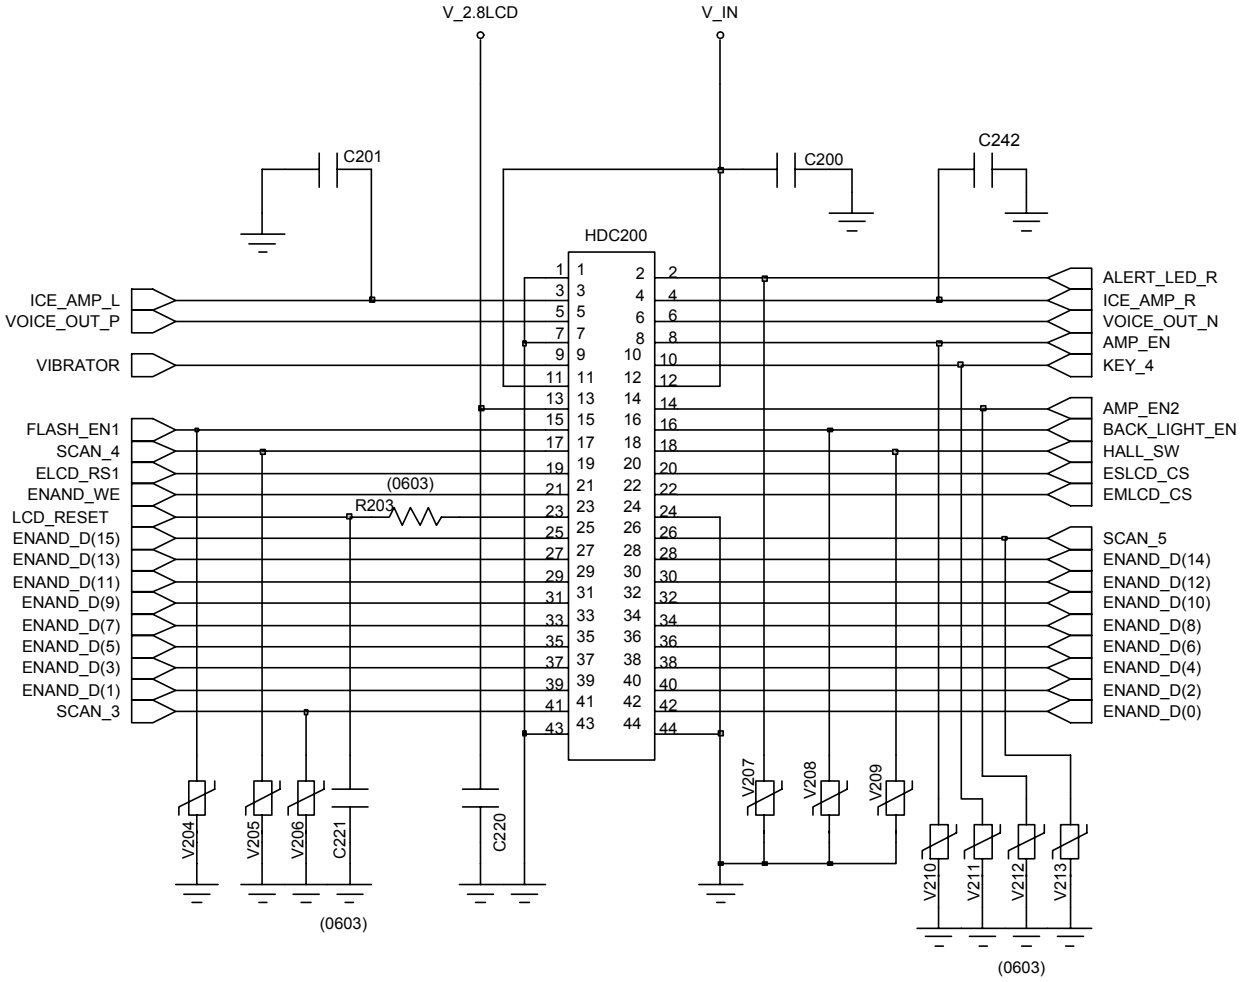 V_2.8LCD V_IN
C201 C200 C242
HDC200
1 1 2 2 ALERT_LED_R
ICE_AMP_L 3 3 4 4 ICE_AMP_R
VOICE_OUT_P 5 5 6 6 VOICE_OUT_N
7 7 8 8 AMP_EN
VIBRATOR 9 9 10 10 KEY_4
11 11 12 12
13 13 14 14 AMP_EN2
FLASH_EN1 15 15 16 16 BACK_LIGHT_EN
SCAN_4 17 17 18 18 HALL_SW
ELCD_RS1 19 19 20 20 ESLCD_CS
(0603)
ENAND_WE 21 21 22 22 EMLCD_CS
LCD_RESET R203 23 23 24 24
ENAND_D(15) 25 25 26 26 SCAN_5
ENAND_D(13) 27 27 28 28 ENAND_D(14)
ENAND_D(11) 29 29 30 30 ENAND_D(12)
ENAND_D(9) 31 31 32 32 ENAND_D(10)
ENAND_D(7) 33 33 34 34 ENAND_D(8)
ENAND_D(5) 35 35 36 36 ENAND_D(6)
ENAND_D(3) 37 37 38 38 ENAND_D(4)
ENAND_D(1) 39 39 40 40 ENAND_D(2)
SCAN_3 41 41 42 42 ENAND_D(0)
43 43 44 44
V204 V205 V206 C221 C220 V207 V208 V209
V210 V211 V212 V213
(0603)
(0603)